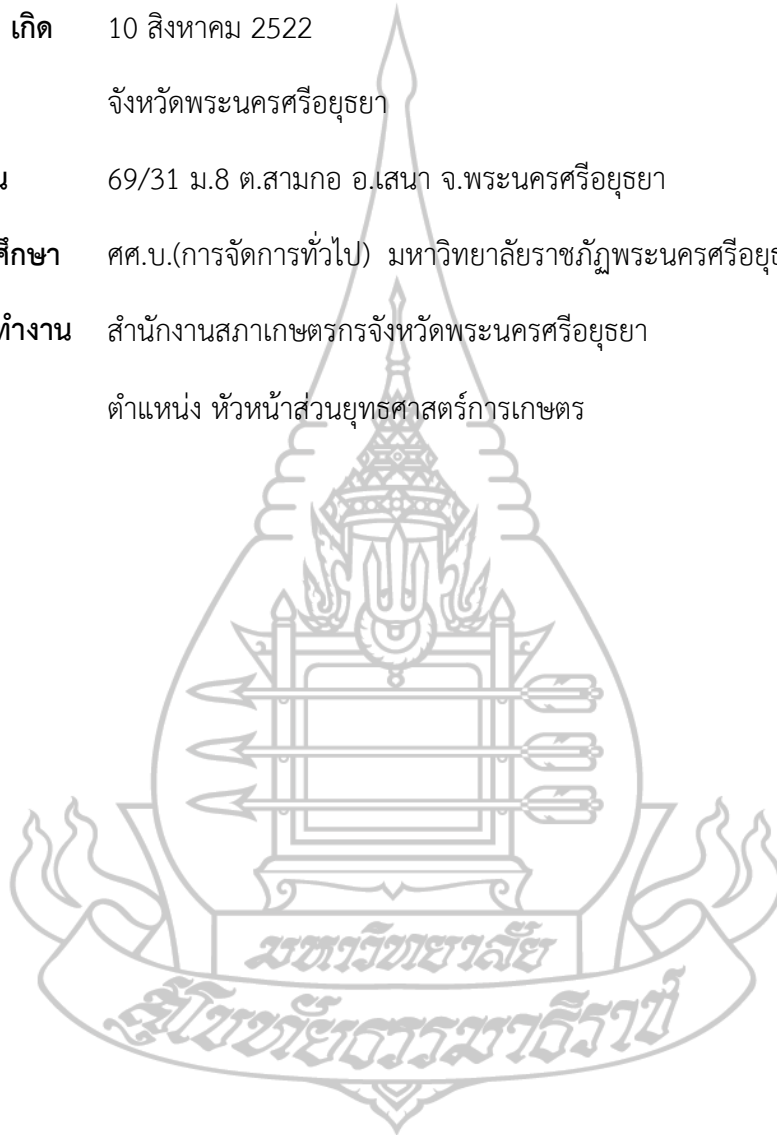 เกิด 10 สิงหาคม 2522
จังหวัดพระนครศรีอยุธยา
น 69/31 ม.8 ต.สามกอ อ.เสนา จ.พระนครศรีอยุธยา
ศึกษา ศศ.บ.(การจัดการทั่วไป) มหาวิทยาลัยราชภัฏพระนครศรีอยุธ
ทำงาน สำนักงานสภาเกษตรกรจังหวัดพระนครศรีอยุธยา
ตำแหน่ง หัวหน้าส่วนยุทธศาสตร์การเกษตร
มหาวิทยาลัย
สุโขทัยธรรมาธิราช